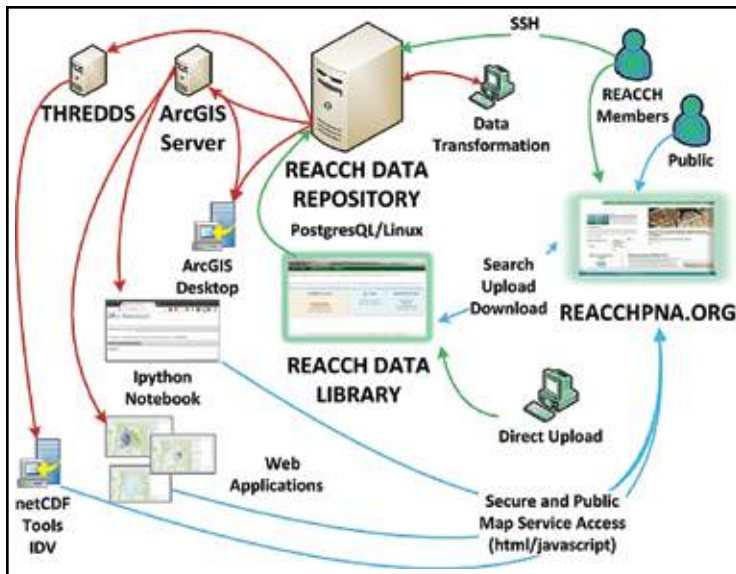 SSH
THREDDS
ArcGIS
Server
REACCH
Members
Public
Data
Transformation
REACCH DATA
REPOSITORY
PostgresQL/Linux
ArcGIS
Desktop
Search
Upload
Download
REACCHPNA.ORG
Ipython
Notebook
REACCH DATA
LIBRARY
Direct Upload
Web
Applications
netCDF
Tools
IDV
Secure and Public
Map Service Access
(html/javascript)